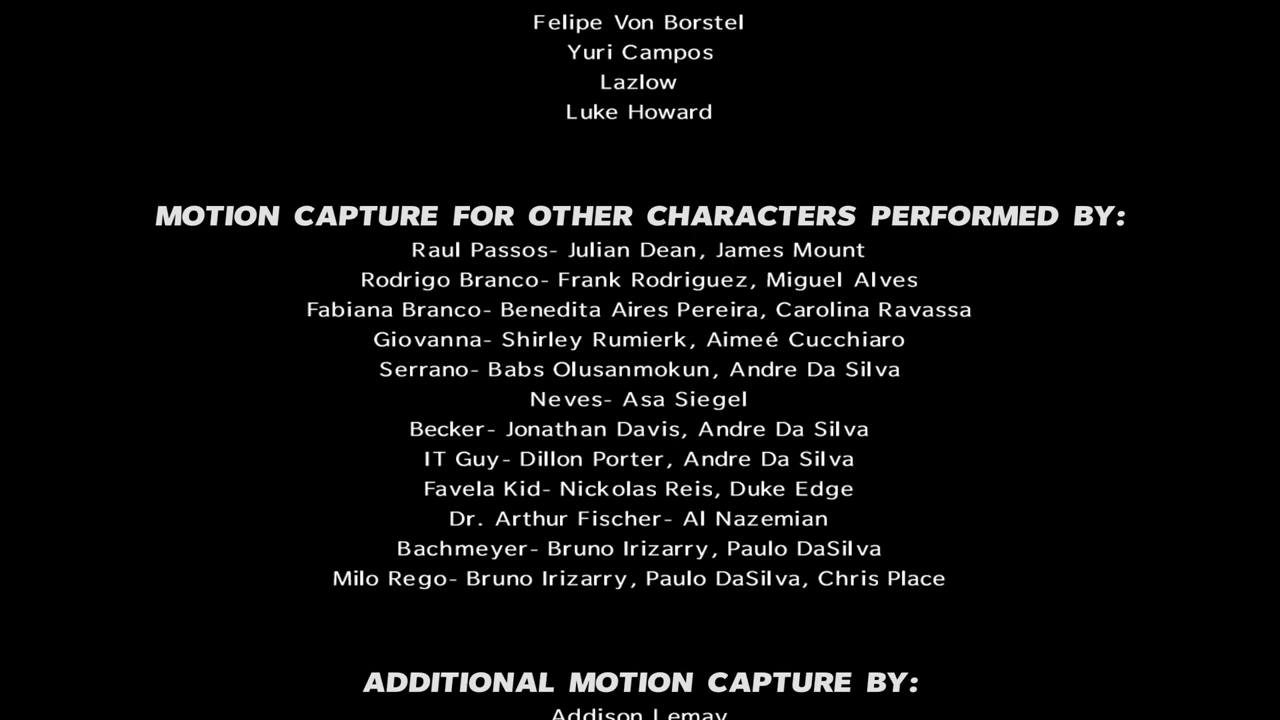 Felipe Von Borstel
Yuri Campos
Lazlow
Luke Howard
MOTION CAPTURE FOR OTHER CHARACTERS PERFORMED BY:
Raul Passos- Julian Dean, James Mount
Rodrigo Branco- Frank Rodriguez, Miguel Alves
Fabiana Branco- Benedita Aires Pereira, Carolina Ravassa
Giovanna- Shirley Rumierk, Aimeé Cucchiaro
Serrano- Babs Olusanmokun, Andre Da Silva
Neves- Asa Siegel
Becker- Jonathan Davis, Andre Da Silva
IT Guy- Dillon Porter, Andre Da Silva
Favela Kid- Nickolas Reis, Duke Edge
Dr. Arthur Fischer- Al Nazemian
Bachmeyer- Bruno Irizarry, Paulo DaSilva
Milo Rego- Bruno Irizarry, Paulo DaSilva, Chris Place
ADDITIONAL MOTION CAPTURE BY:
Addison Lemay